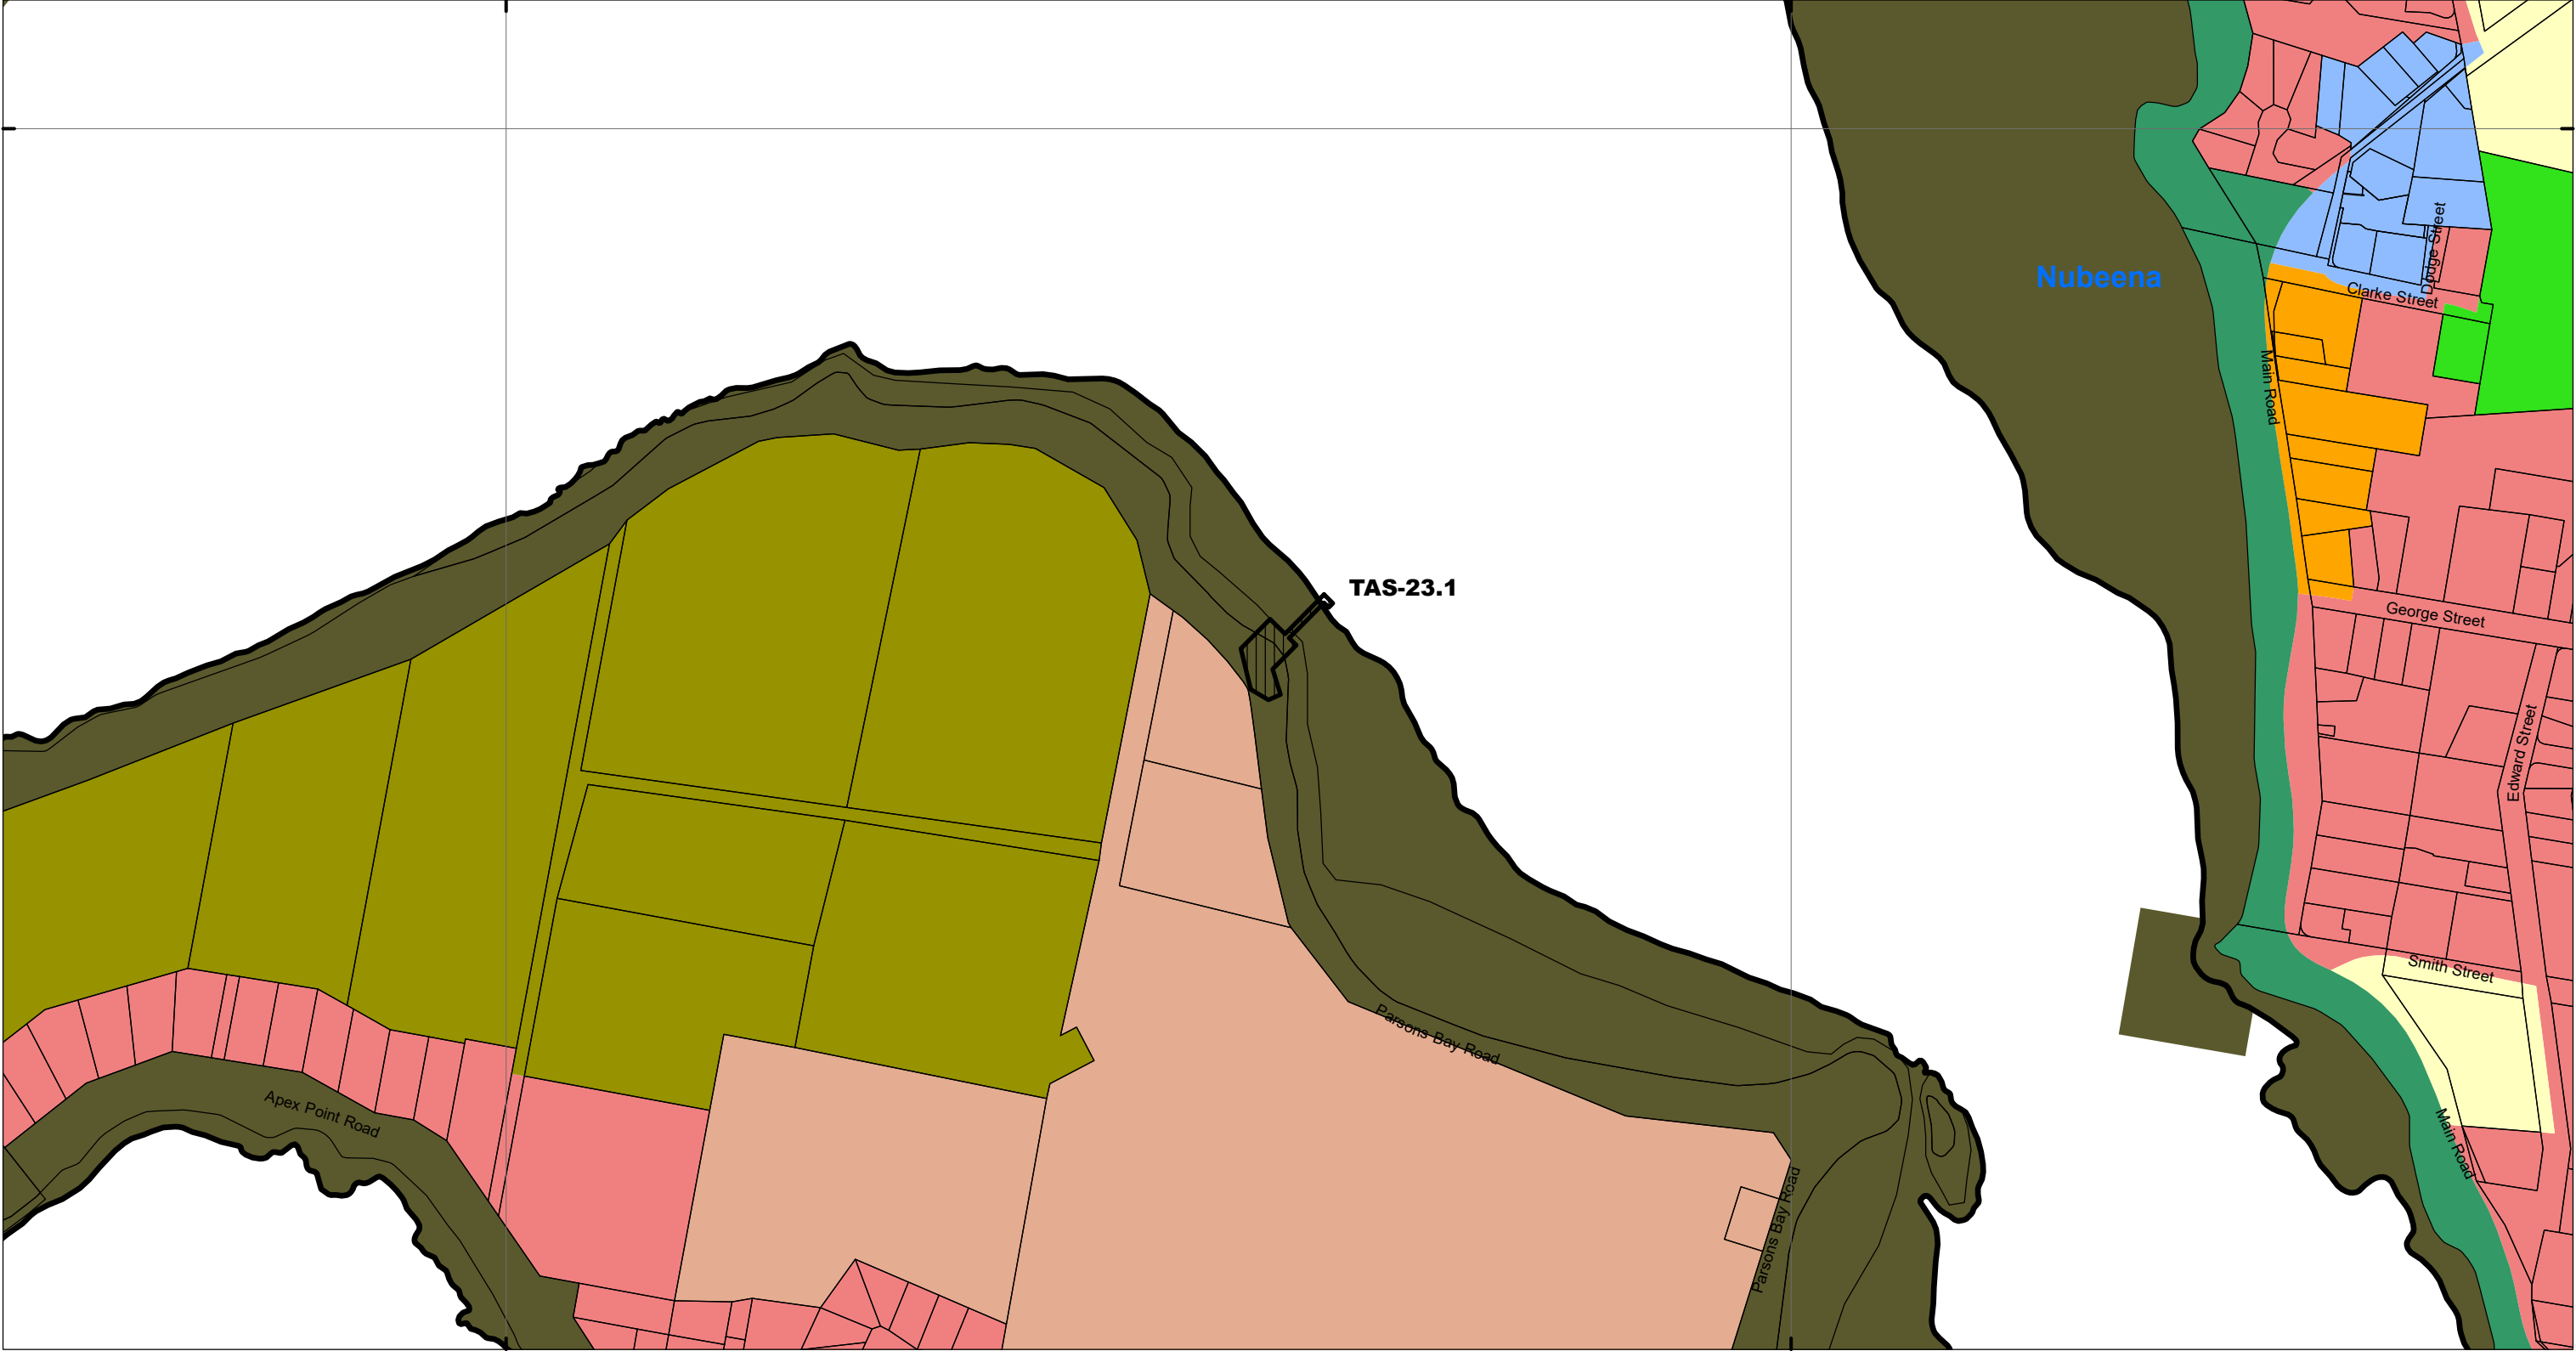 Nubeena
Dodge Street
Clarke Street
Main Road
TAS-23.1
George Street
Edward Street
Smith Street
Parsons Bay Road
Apex Point Road
Main Road
Parsons Bay Road